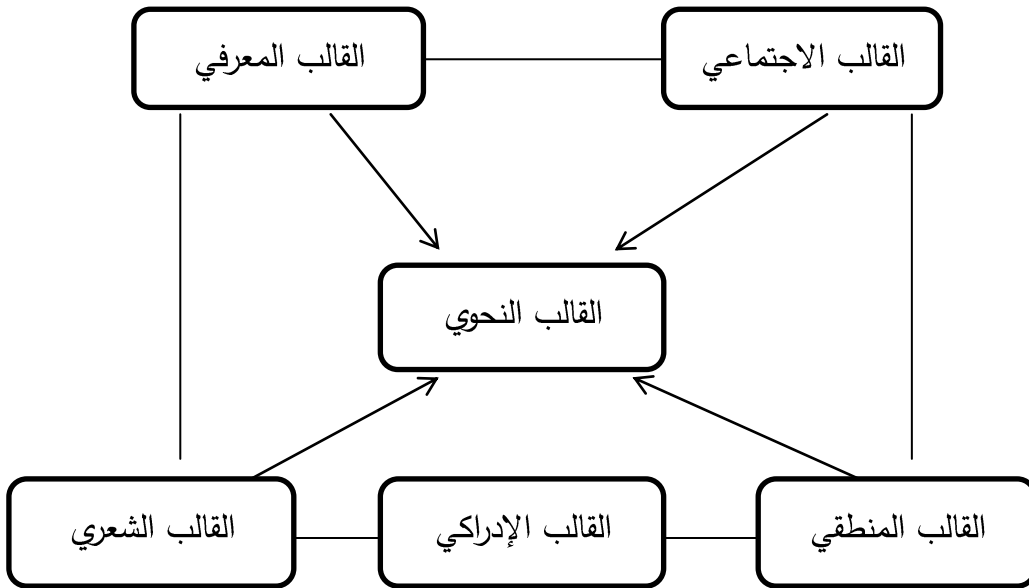 القالب الاجتماعي
القالب المعرفي
القالب النحوي
القالب المنطقي
القالب الإدراكي
القالب الشعري